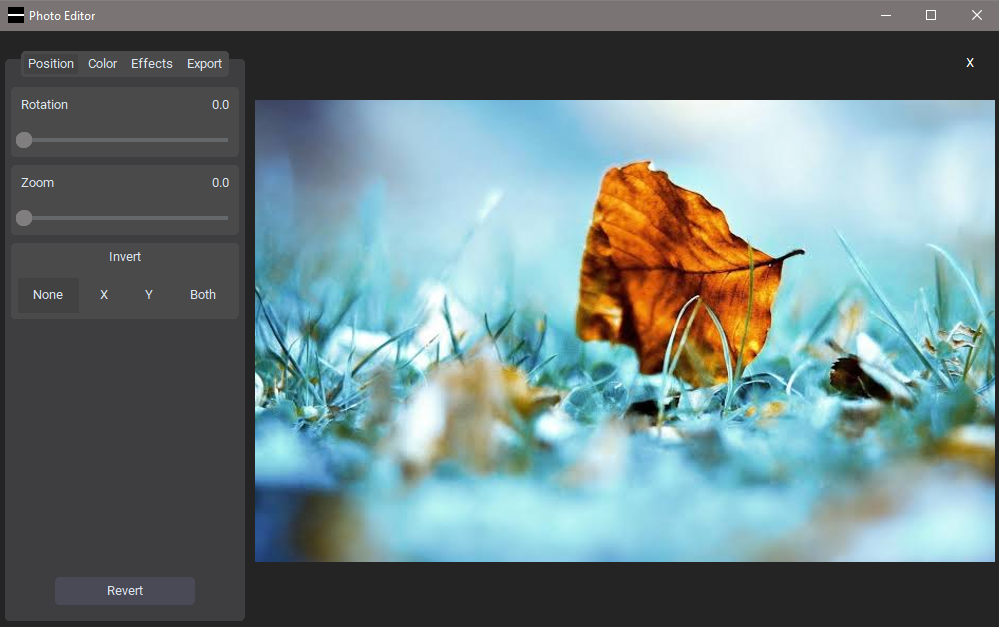 Photo Editor
Position Color Effects Export
X
Rotation 0.0
Zoom 0.0
Invert
None X Y Both
Revert